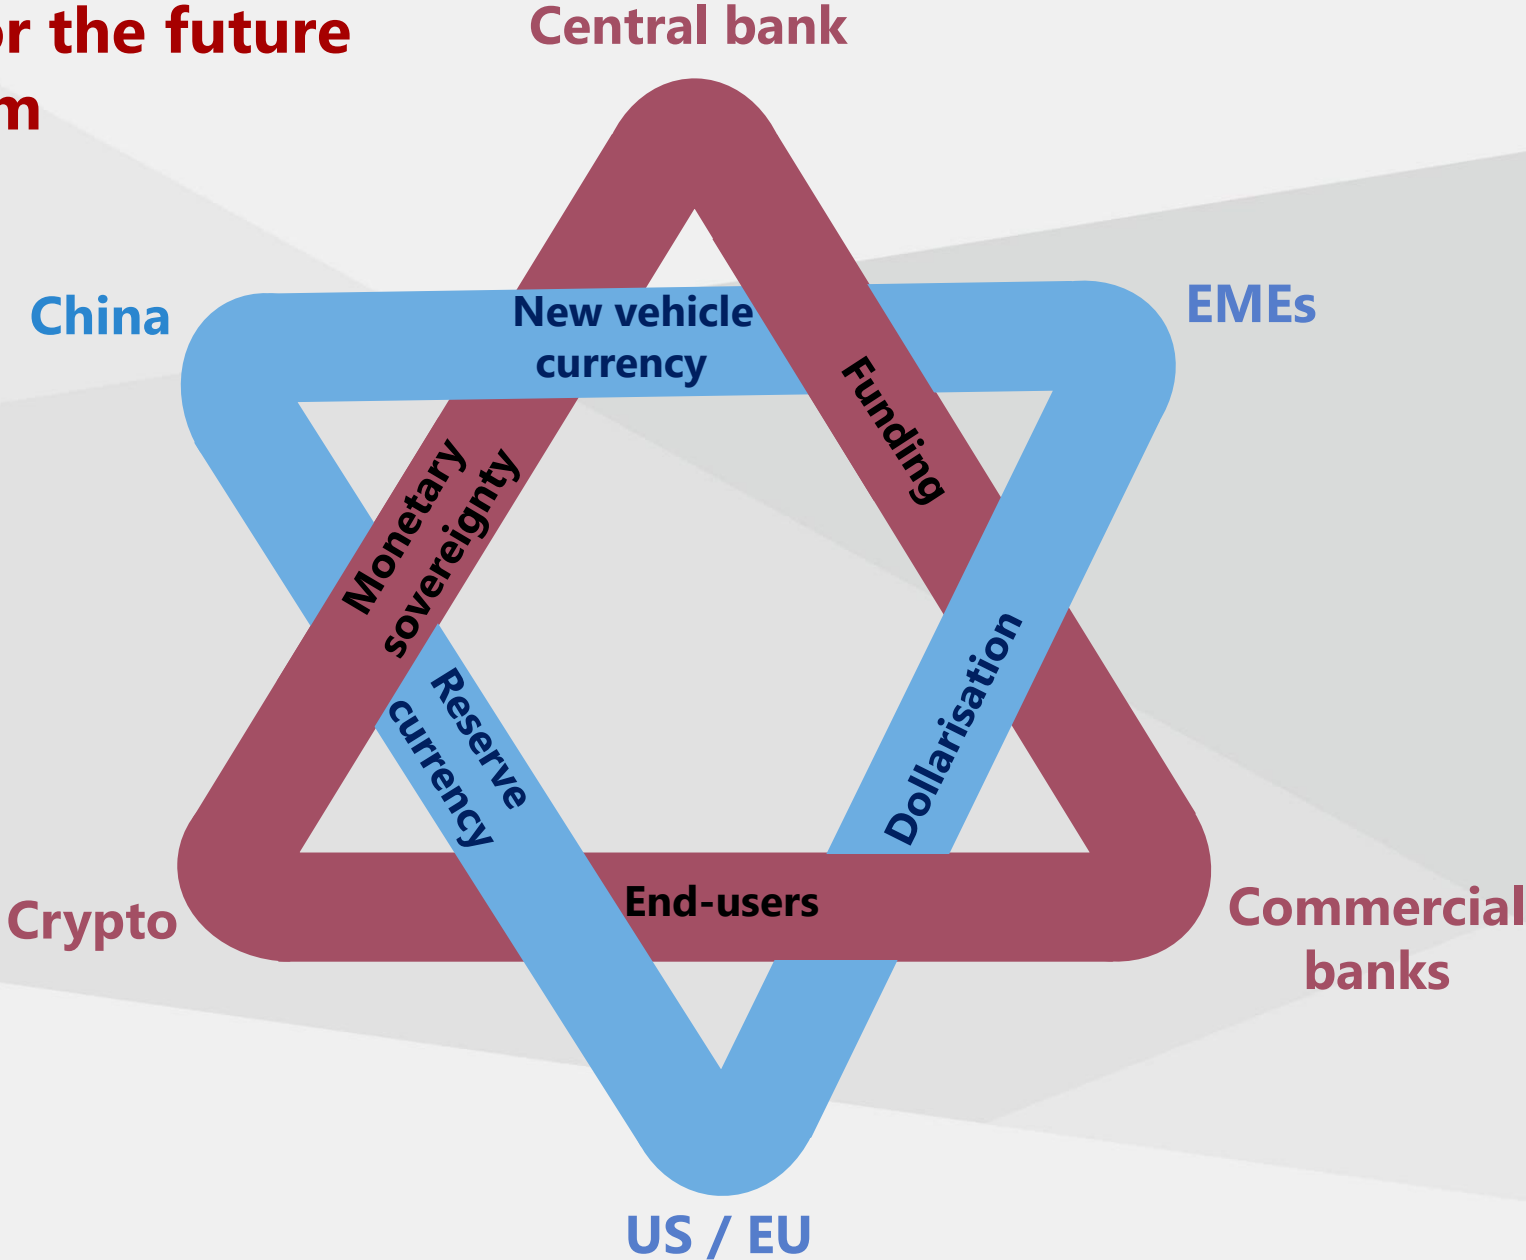 or the future
m
Central bank
China
EMEs
New vehicle
currency
Funding
Monetary
sovereignty
Reserve
currency
Dollarisation
End-users
Crypto
Commercial
banks
US / EU